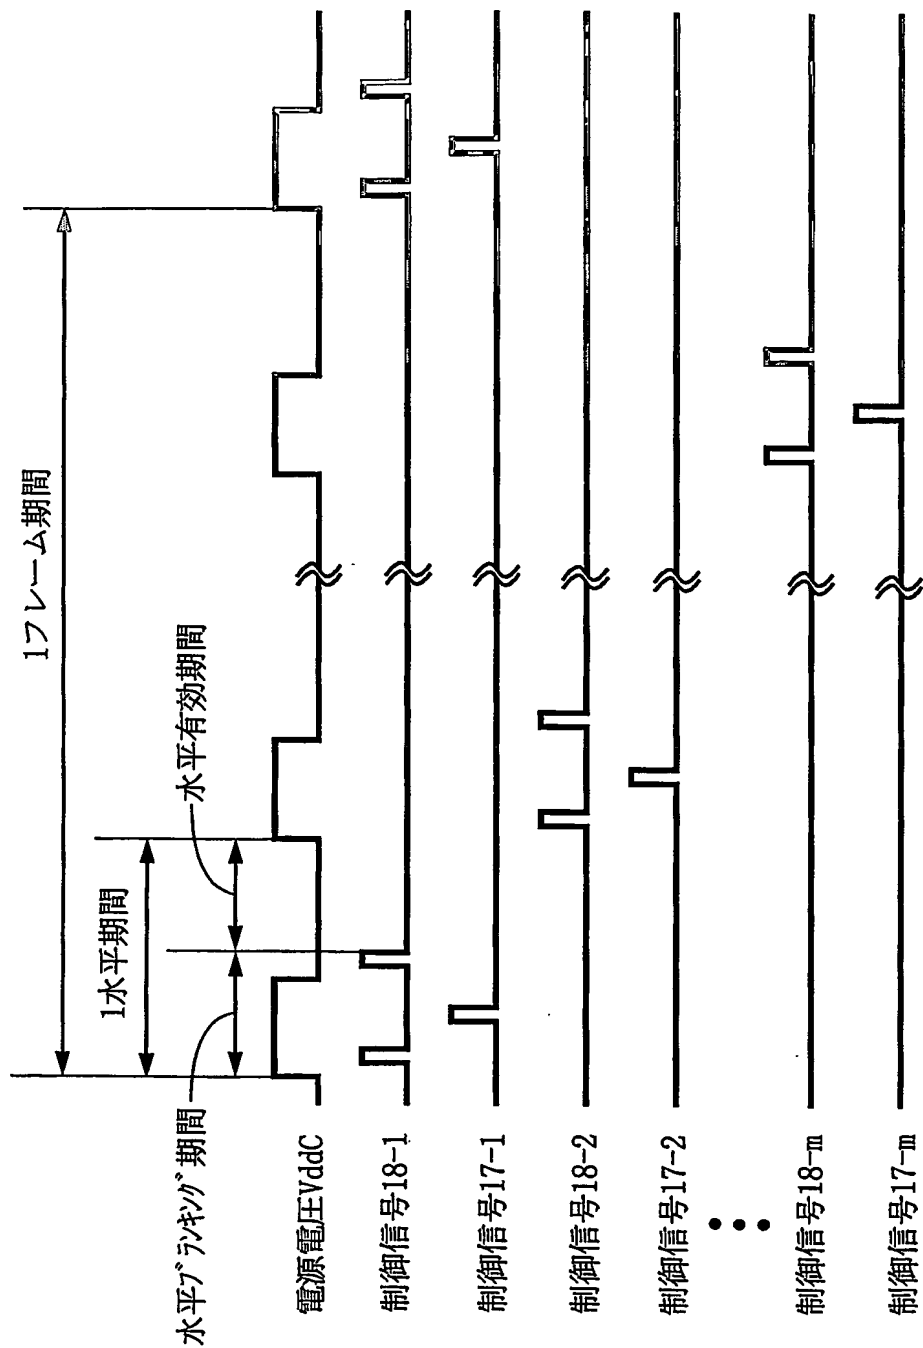 1フレーム期間
1水平期間
水平ブランキング期間
水平有効期間
電源電圧VddC
制御信号18-1
制御信号17-1
制御信号18-2
制御信号17-2
制御信号18-m
制御信号17-m